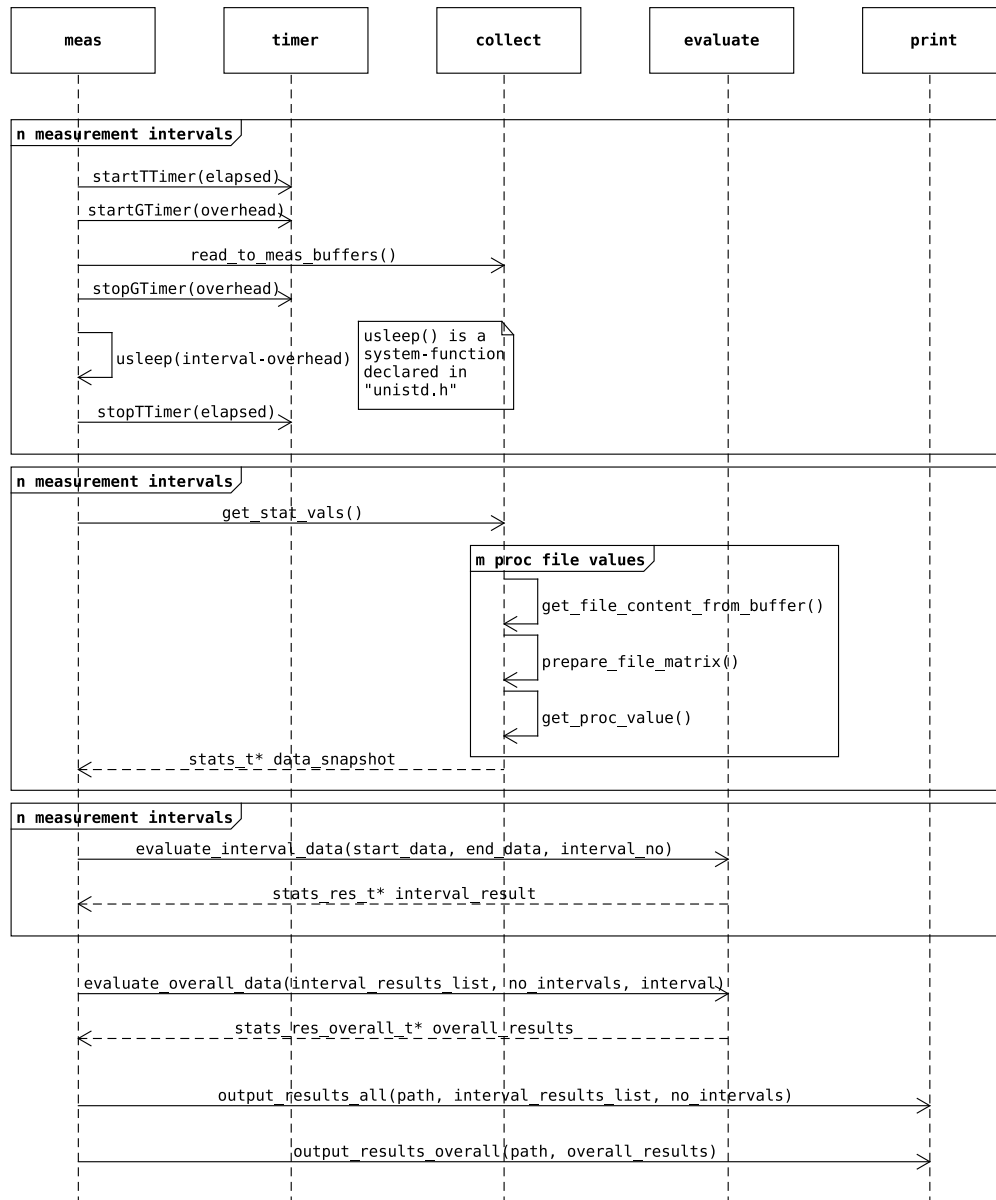 meas
timer
collect
evaluate
print
n measurement intervals
startTTimer(elapsed)
startGTimer(overhead)
read_to_meas_buffers()
stopGTimer(overhead)
usleep(interval-overhead)
usleep() is a
system-function
declared in
"unistd.h"
stopTTimer(elapsed)
n measurement intervals
get_stat_vals()
m proc file values
get_file_content_from_buffer()
prepare_file_matrix()
get_proc_value()
stats_t* data_snapshot
n measurement intervals
evaluate_interval_data(start_data, end_data, interval_no)
stats_res_t* interval_result
evaluate_overall_data(interval_results_list, no_intervals, interval)
stats_res_overall_t* overall_results
output_results_all(path, interval_results_list, no_intervals)
output_results_overall(path, overall_results)